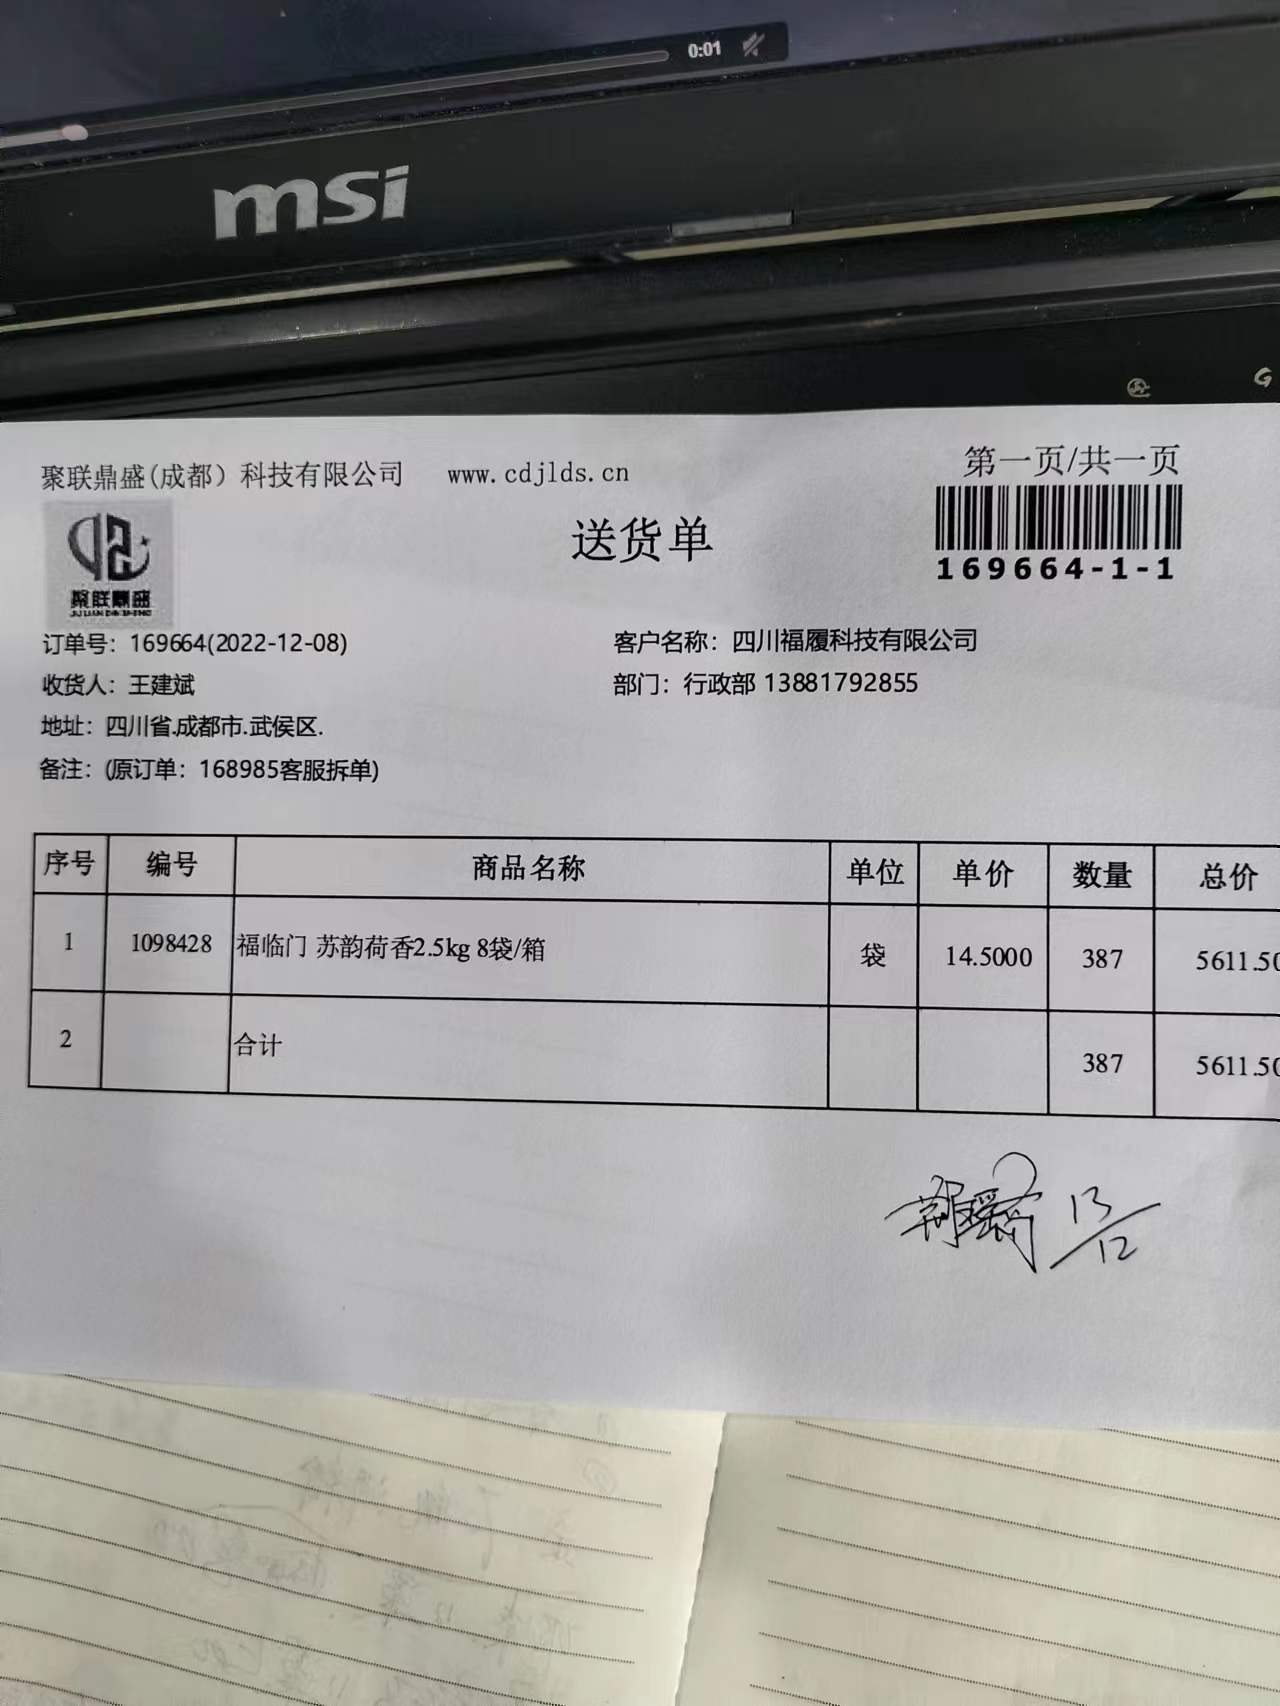 0:01
msi
G
聚联鼎盛(成都）科技有限公司 www.cdjlds.cn
第一页/共一页
送货单
169664-1-1
聚联鼎盛
订单号：169664(2022-12-08)
客户名称：四川福履科技有限公司
收货人：王建斌
部门：行政部 13881792855
地址：四川省.成都市.武侯区.
备注：(原订单：168985客服拆单)
序号 编号 商品名称 单位 单价 数量 总价
1 1098428 福临门 苏韵荷香2.5kg 8袋/箱 袋 14.5000 387 5611.50
2 合计 387 5611.50
13/12